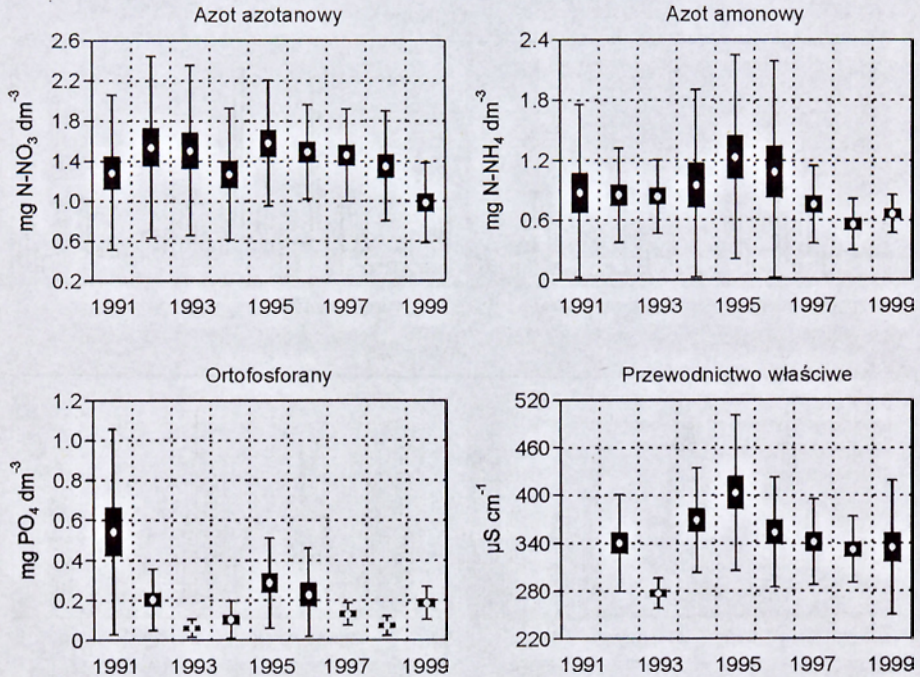 Azot azotanowy
mg N-NO₃ dm⁻³
2.6
2.2
1.8
1.4
1.0
0.6
0.2
1991 1993 1995 1997 1999
Azot amonowy
mg N-NH₄ dm⁻³
2.4
1.8
1.2
0.6
0
1991 1993 1995 1997 1999
Ortofosforany
mg PO₄ dm⁻³
1.2
1.0
0.8
0.6
0.4
0.2
0
1991 1993 1995 1997 1999
Przewodnictwo właściwe
µS cm⁻¹
520
460
400
340
280
220
1991 1993 1995 1997 1999